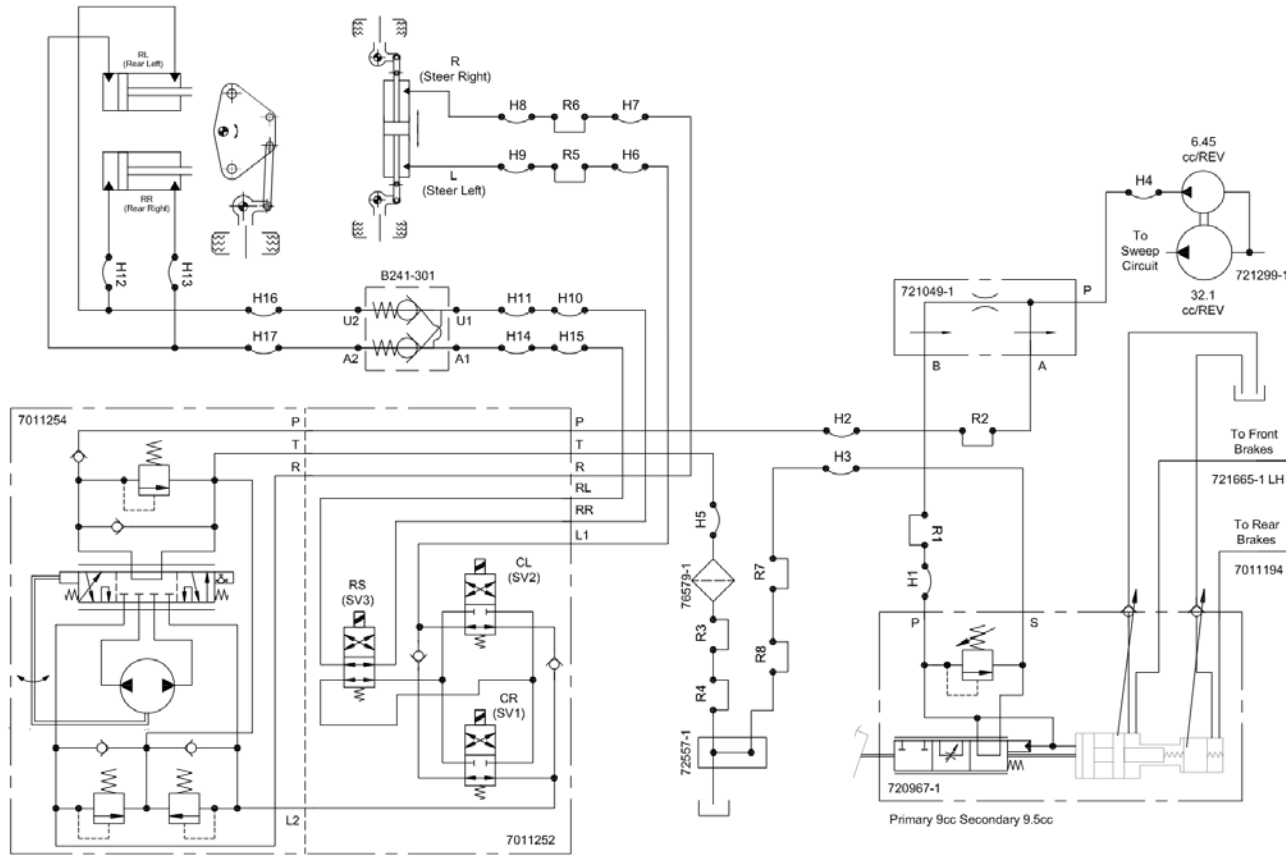 RL
(Rear Left)
RR
(Rear Right)
H12
H13
R
(Steer Right)
L
(Steer Left)
H8
R6
H7
H9
R5
H6
B241-301
H16
U2
U1
H11
H10
H17
A2
A1
H14
H15
6.45
cc/REV
H4
To
Sweep
Circuit
721299-1
32.1
cc/REV
721049-1
P
B
A
7011254
P
T
R
P
T
R
RL
RR
L1
H2
R2
H3
To Front
Brakes
721665-1 LH
To Rear
Brakes
7011194
H5
76579-1
R3
R4
72557-1
R7
R8
R1
H1
P
S
RS
(SV3)
CL
(SV2)
CR
(SV1)
L2
7011252
720967-1
Primary 9cc Secondary 9.5cc